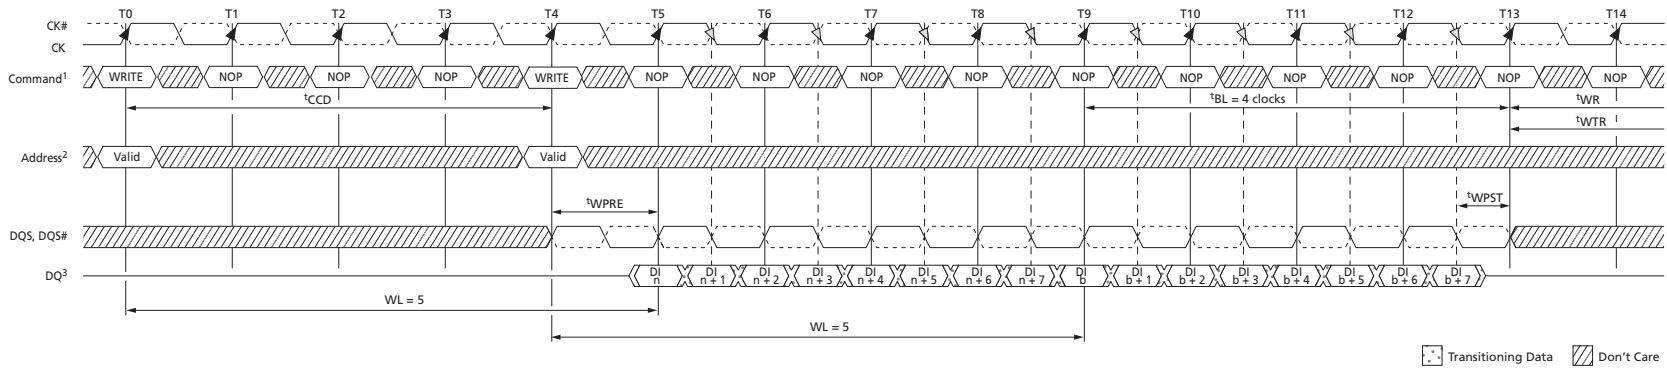 T0 T1 T2 T3 T4 T5 T6 T7 T8 T9 T10 T11 T12 T13 T14
CK#
CK
Command1 WRITE NOP NOP NOP WRITE NOP NOP NOP NOP NOP NOP NOP NOP NOP NOP
tCCD tBL = 4 clocks tWR
tWTR
Address2 Valid Valid
tWPRE tWPST
DQS, DQS#
DQ3 DI n DI n + 1 DI n + 2 DI n + 3 DI n + 4 DI n + 5 DI n + 6 DI n + 7 DI b DI b + 1 DI b + 2 DI b + 3 DI b + 4 DI b + 5 DI b + 6 DI b + 7
WL = 5
WL = 5
Transitioning Data Don't Care